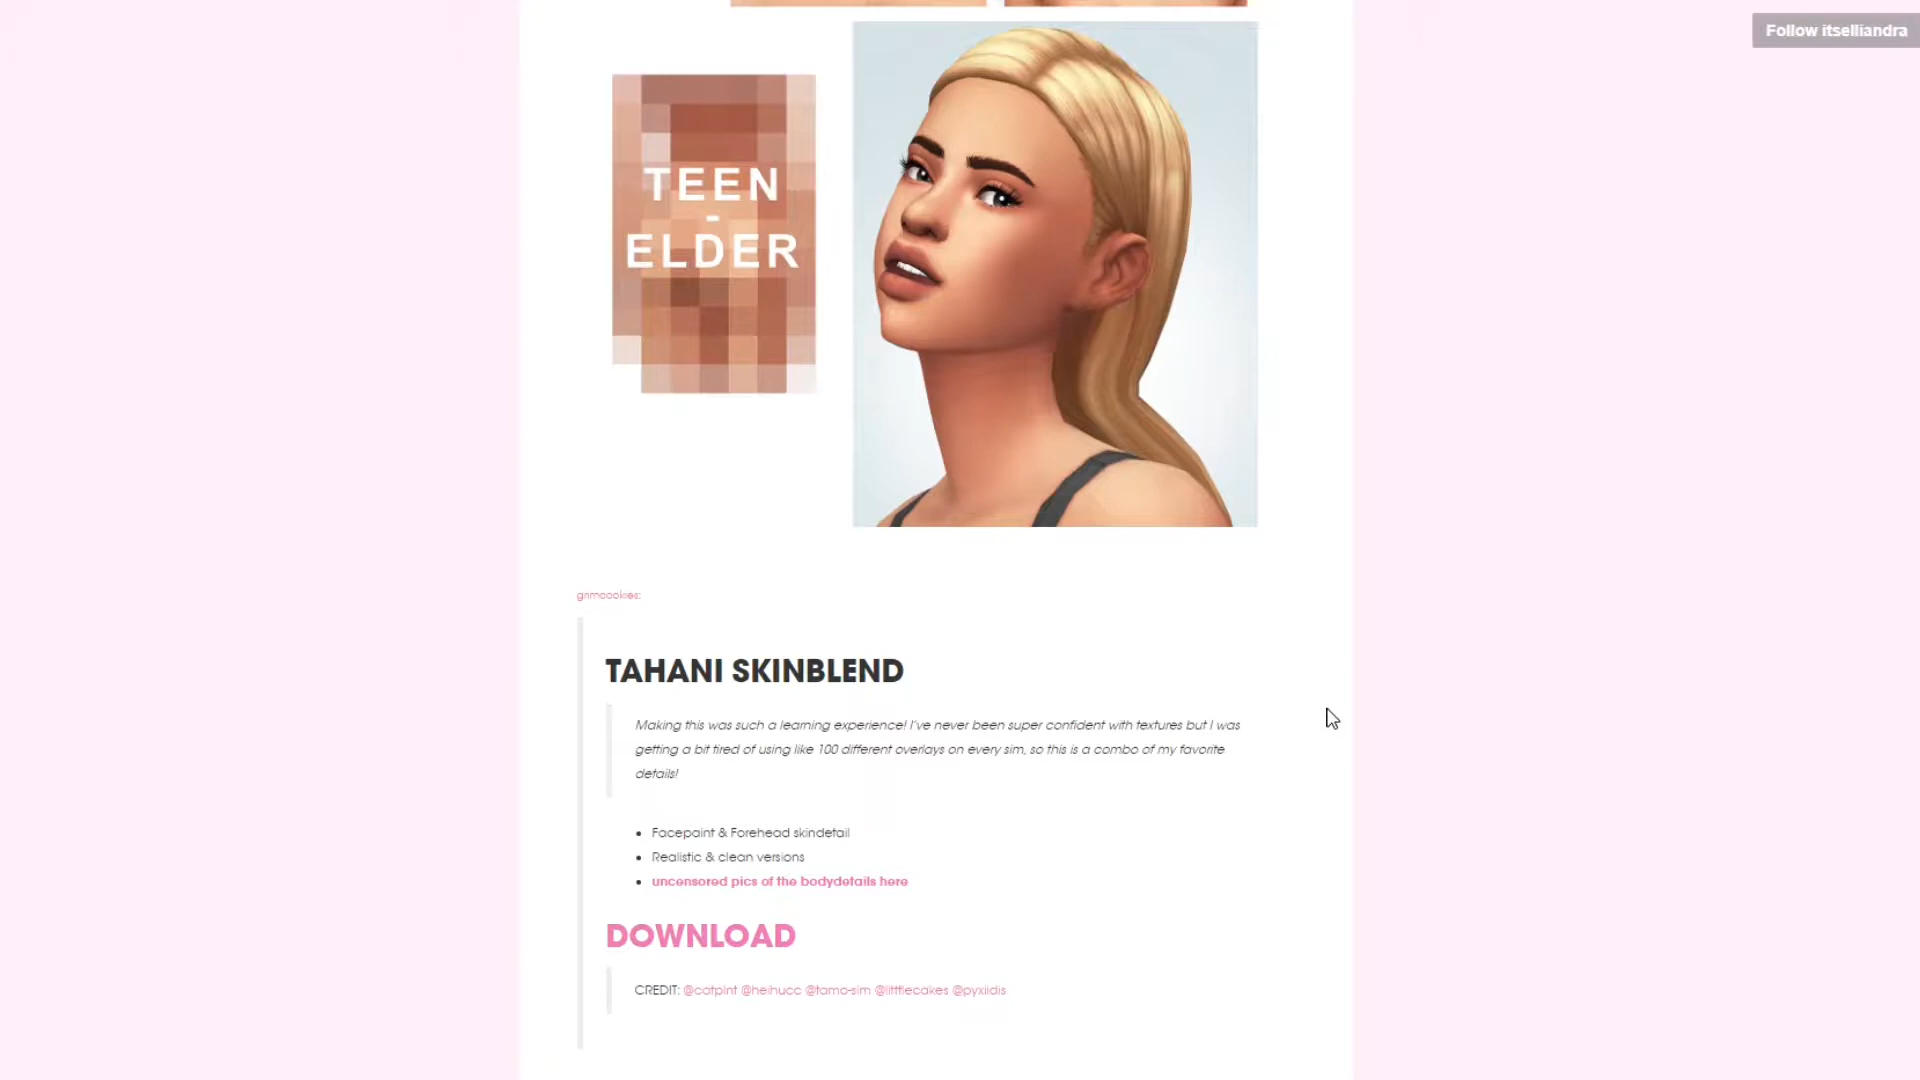 Follow itselliandra
TEEN
-
ELDER
grimcookies:
TAHANI SKINBLEND
Making this was such a learning experience! I've never been super confident with textures but I was
getting a bit tired of using like 100 different overlays on every sim, so this is a combo of my favorite
details!
• Facepaint & Forehead skindetail
• Realistic & clean versions
• uncensored pics of the bodydetails here
DOWNLOAD
CREDIT: @catplnt @heihucc @tamo-sim @litttlecakes @pyxiidis